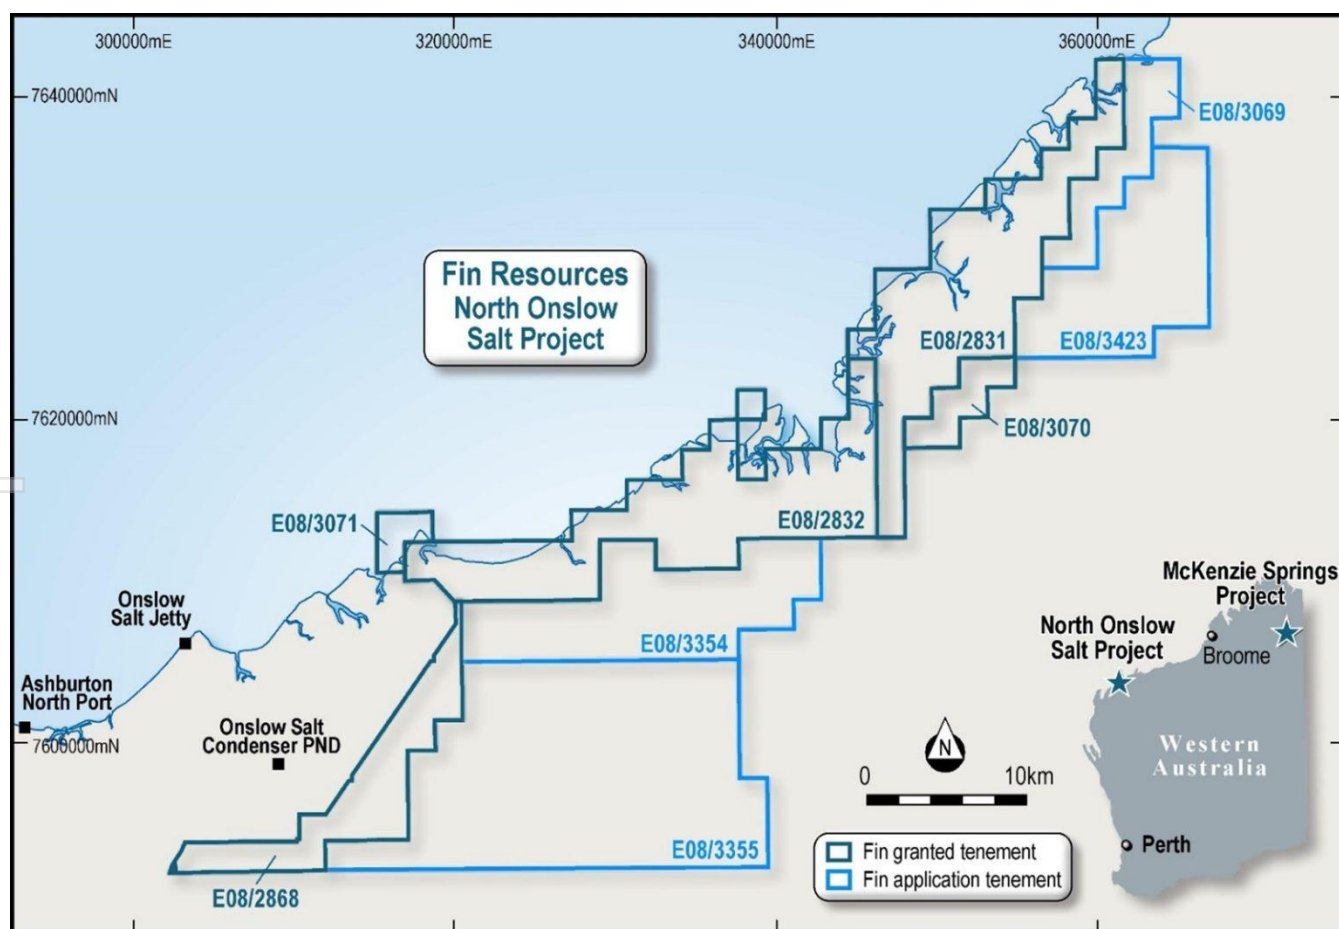 300000mE
320000mE
340000mE
360000mE
7640000mN
E08/3069
Fin Resources
North Onslow
Salt Project
E08/2831
E08/3423
7620000mN
E08/3070
E08/3071
E08/2832
McKenzie Springs
Project
Onslow
Salt Jetty
North Onslow
Salt Project
E08/3354
Broome
Ashburton
North Port
Onslow Salt
Condenser PND
7600000mN
N
Western
Australia
0
10km
E08/3355
Perth
Fin granted tenement
Fin application tenement
E08/2868